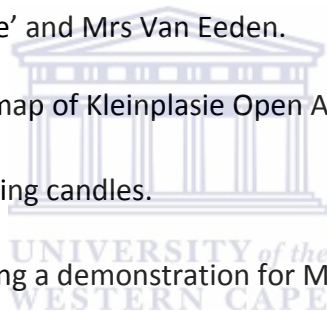 e’ and Mrs Van Eeden.
map of Kleinplasie Open A
ing candles.
UNIVERSITY of the
ng a demonstration for M
WESTERN CAPE